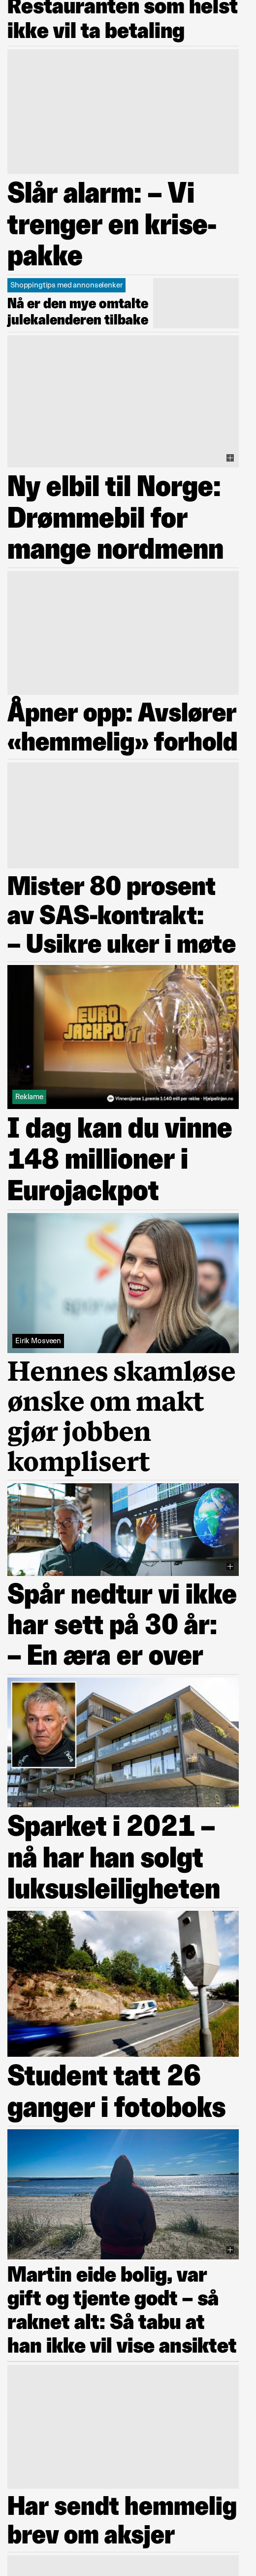 Restauranten som helst
ikke vil ta betaling
Slår alarm: – Vi
trenger en krise-
pakke
Shoppingtips med annonselenker
Nå er den mye omtalte
julekalenderen tilbake
Ny elbil til Norge:
Drømmebil for
mange nordmenn
Åpner opp: Avslører
«hemmelig» forhold
Mister 80 prosent
av SAS-kontrakt:
– Usikre uker i møte
EURO
JACKPOT
Reklame
I dag kan du vinne
148 millioner i
Eurojackpot
Eirik Mosveen
Hennes skamløse
ønske om makt
gjør jobben
komplisert
Spår nedtur vi ikke
har sett på 30 år:
– En æra er over
Sparket i 2021 –
nå har han solgt
luksusleiligheten
Student tatt 26
ganger i fotoboks
Martin eide bolig, var
gift og tjente godt – så
raknet alt: Så tabu at
han ikke vil vise ansiktet
Har sendt hemmelig
brev om aksjer